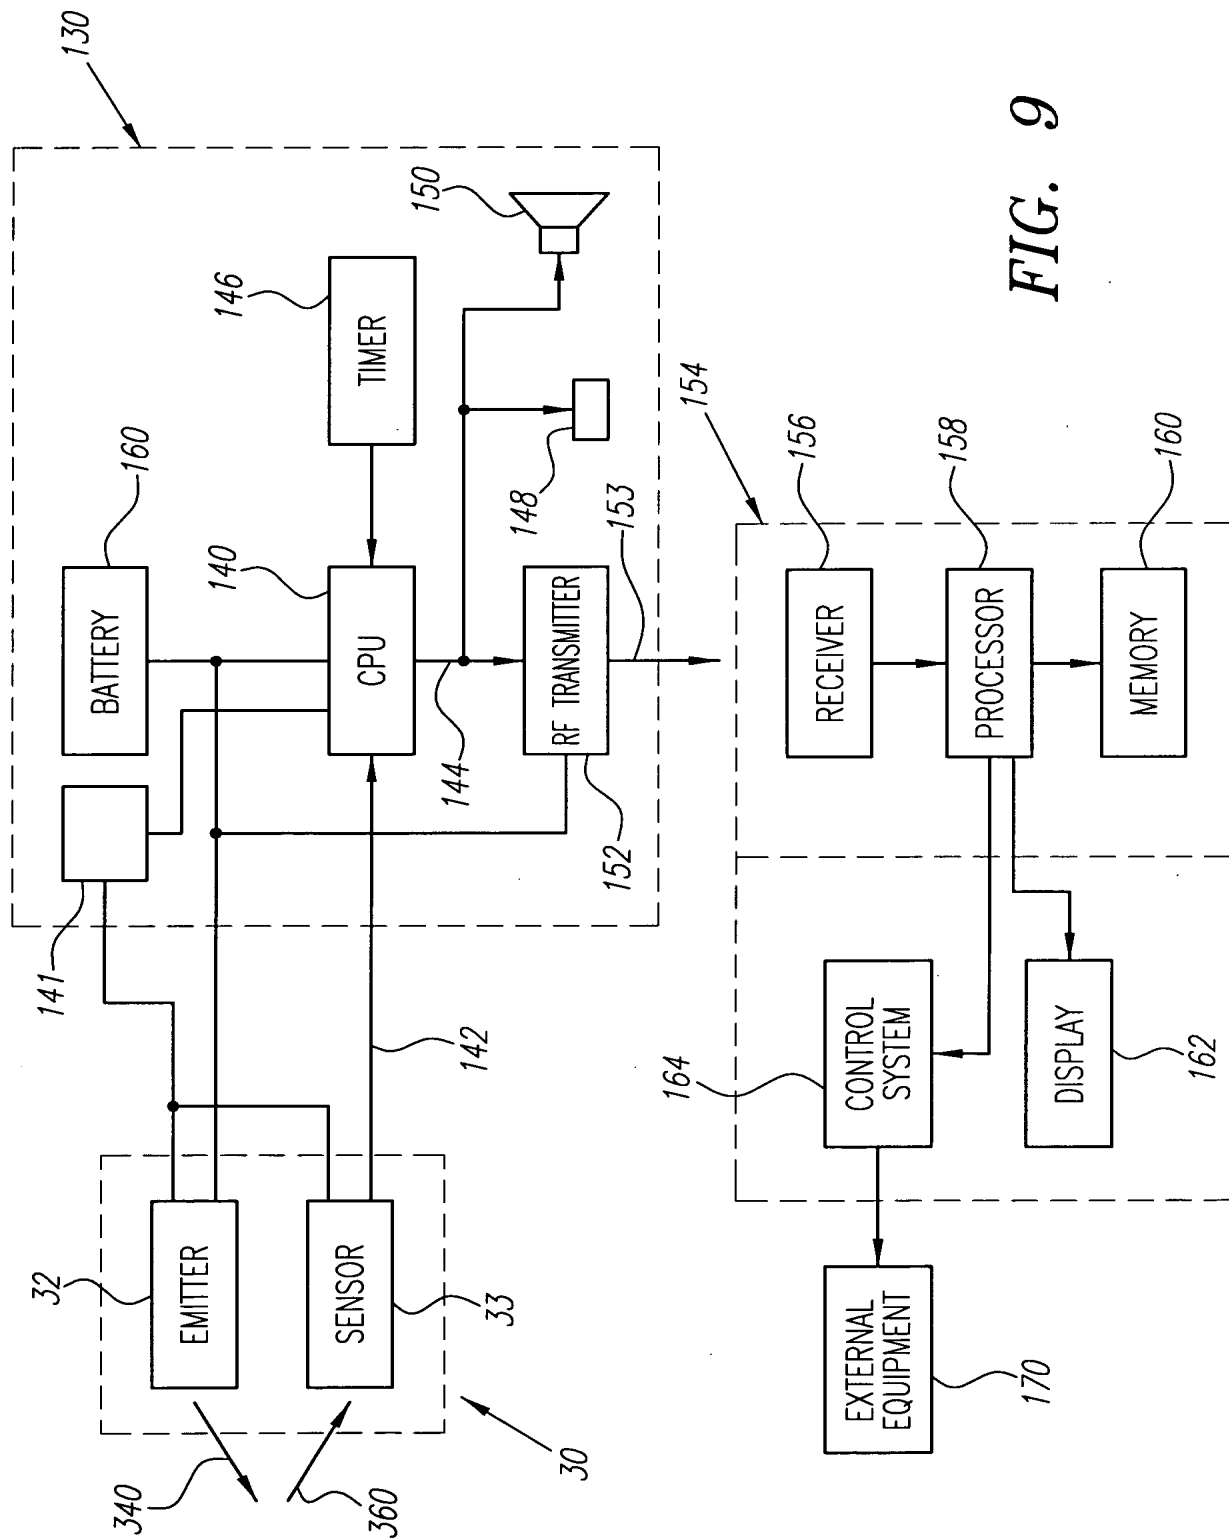 130
BATTERY
160
141
TIMER
146
CPU
140
144
150
148
RF TRANSMITTER
152
153
142
EMITTER
32
SENSOR
33
30
340
360
154
RECEIVER
156
PROCESSOR
158
MEMORY
160
CONTROL
SYSTEM
164
DISPLAY
162
EXTERNAL
EQUIPMENT
170
FIG. 9